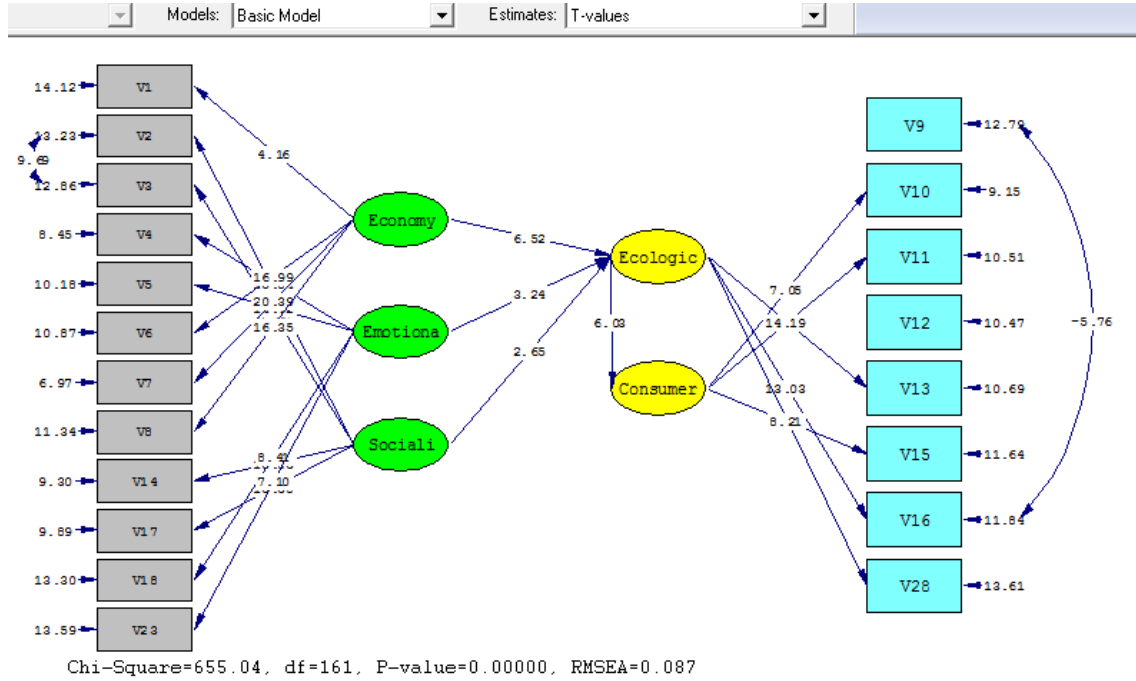 Models: Basic Model Estimates: T-values
14.12 V1
13.23 V2
9.69
12.86 V3
8.45 V4
10.18 V5
10.87 V6
6.97 V7
11.34 V8
9.30 V14
9.89 V17
13.30 V18
13.59 V23
4.16
16.99
20.39
16.35
8.41
7.10
Economy
Emotiona
Sociali
6.52
3.24
2.65
Ecologic
6.03
Consumer
7.05
14.19
13.03
8.21
V9 12.79
V10 9.15
V11 10.51
V12 10.47
-5.76
V13 10.69
V15 11.64
V16 11.84
V28 13.61
Chi-Square=655.04, df=161, P-value=0.00000, RMSEA=0.087